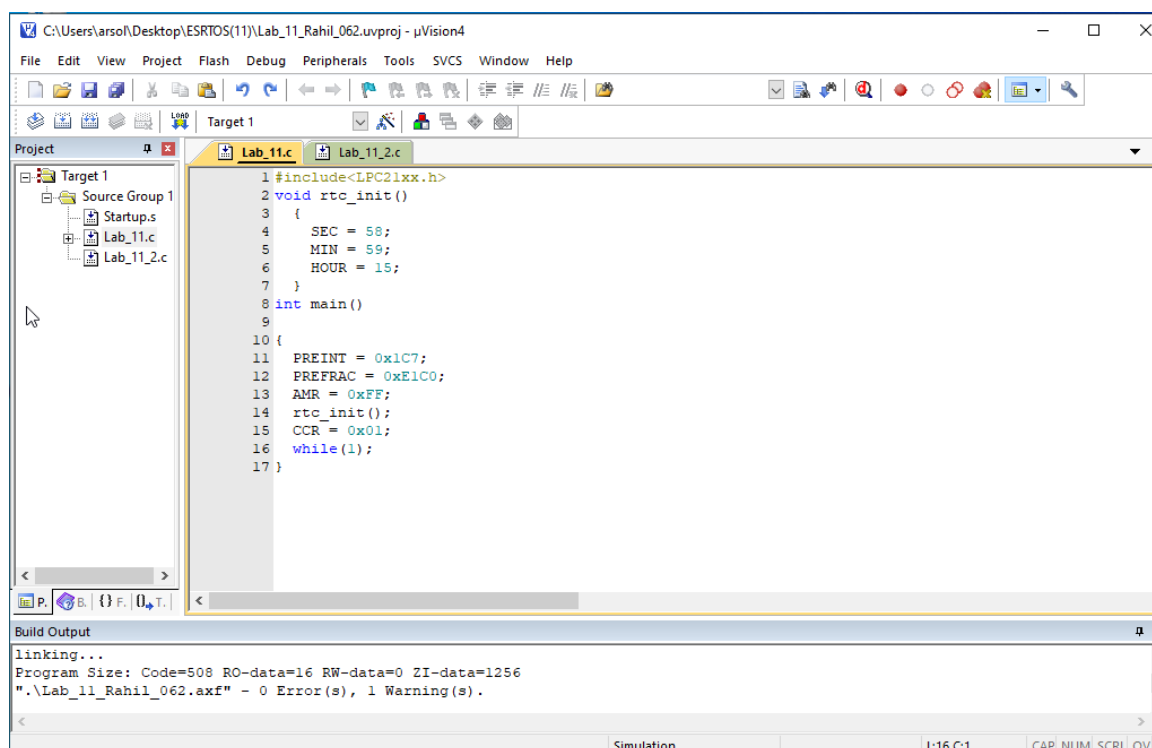 C:\Users\arsol\Desktop\ESRTOS(11)\Lab_11_Rahil_062.uvproj - µVision4
File Edit View Project Flash Debug Peripherals Tools SVCS Window Help
LOAD Target 1
Project
Lab_11.c Lab_11_2.c
Target 1
Source Group 1
Startup.s
Lab_11.c
Lab_11_2.c
1 #include<LPC21xx.h>
2 void rtc_init()
3 {
4 SEC = 58;
5 MIN = 59;
6 HOUR = 15;
7 }
8 int main()
9
10 {
11 PREINT = 0x1C7;
12 PREFRAC = 0xE1C0;
13 AMR = 0xFF;
14 rtc_init();
15 CCR = 0x01;
16 while(1);
17 }
P. B. {} F. 0 T.
Build Output
linking...
Program Size: Code=508 RO-data=16 RW-data=0 ZI-data=1256
".\Lab_11_Rahil_062.axf" - 0 Error(s), 1 Warning(s).
Simulation L:16 C:1 CAP NUM SCRL OV